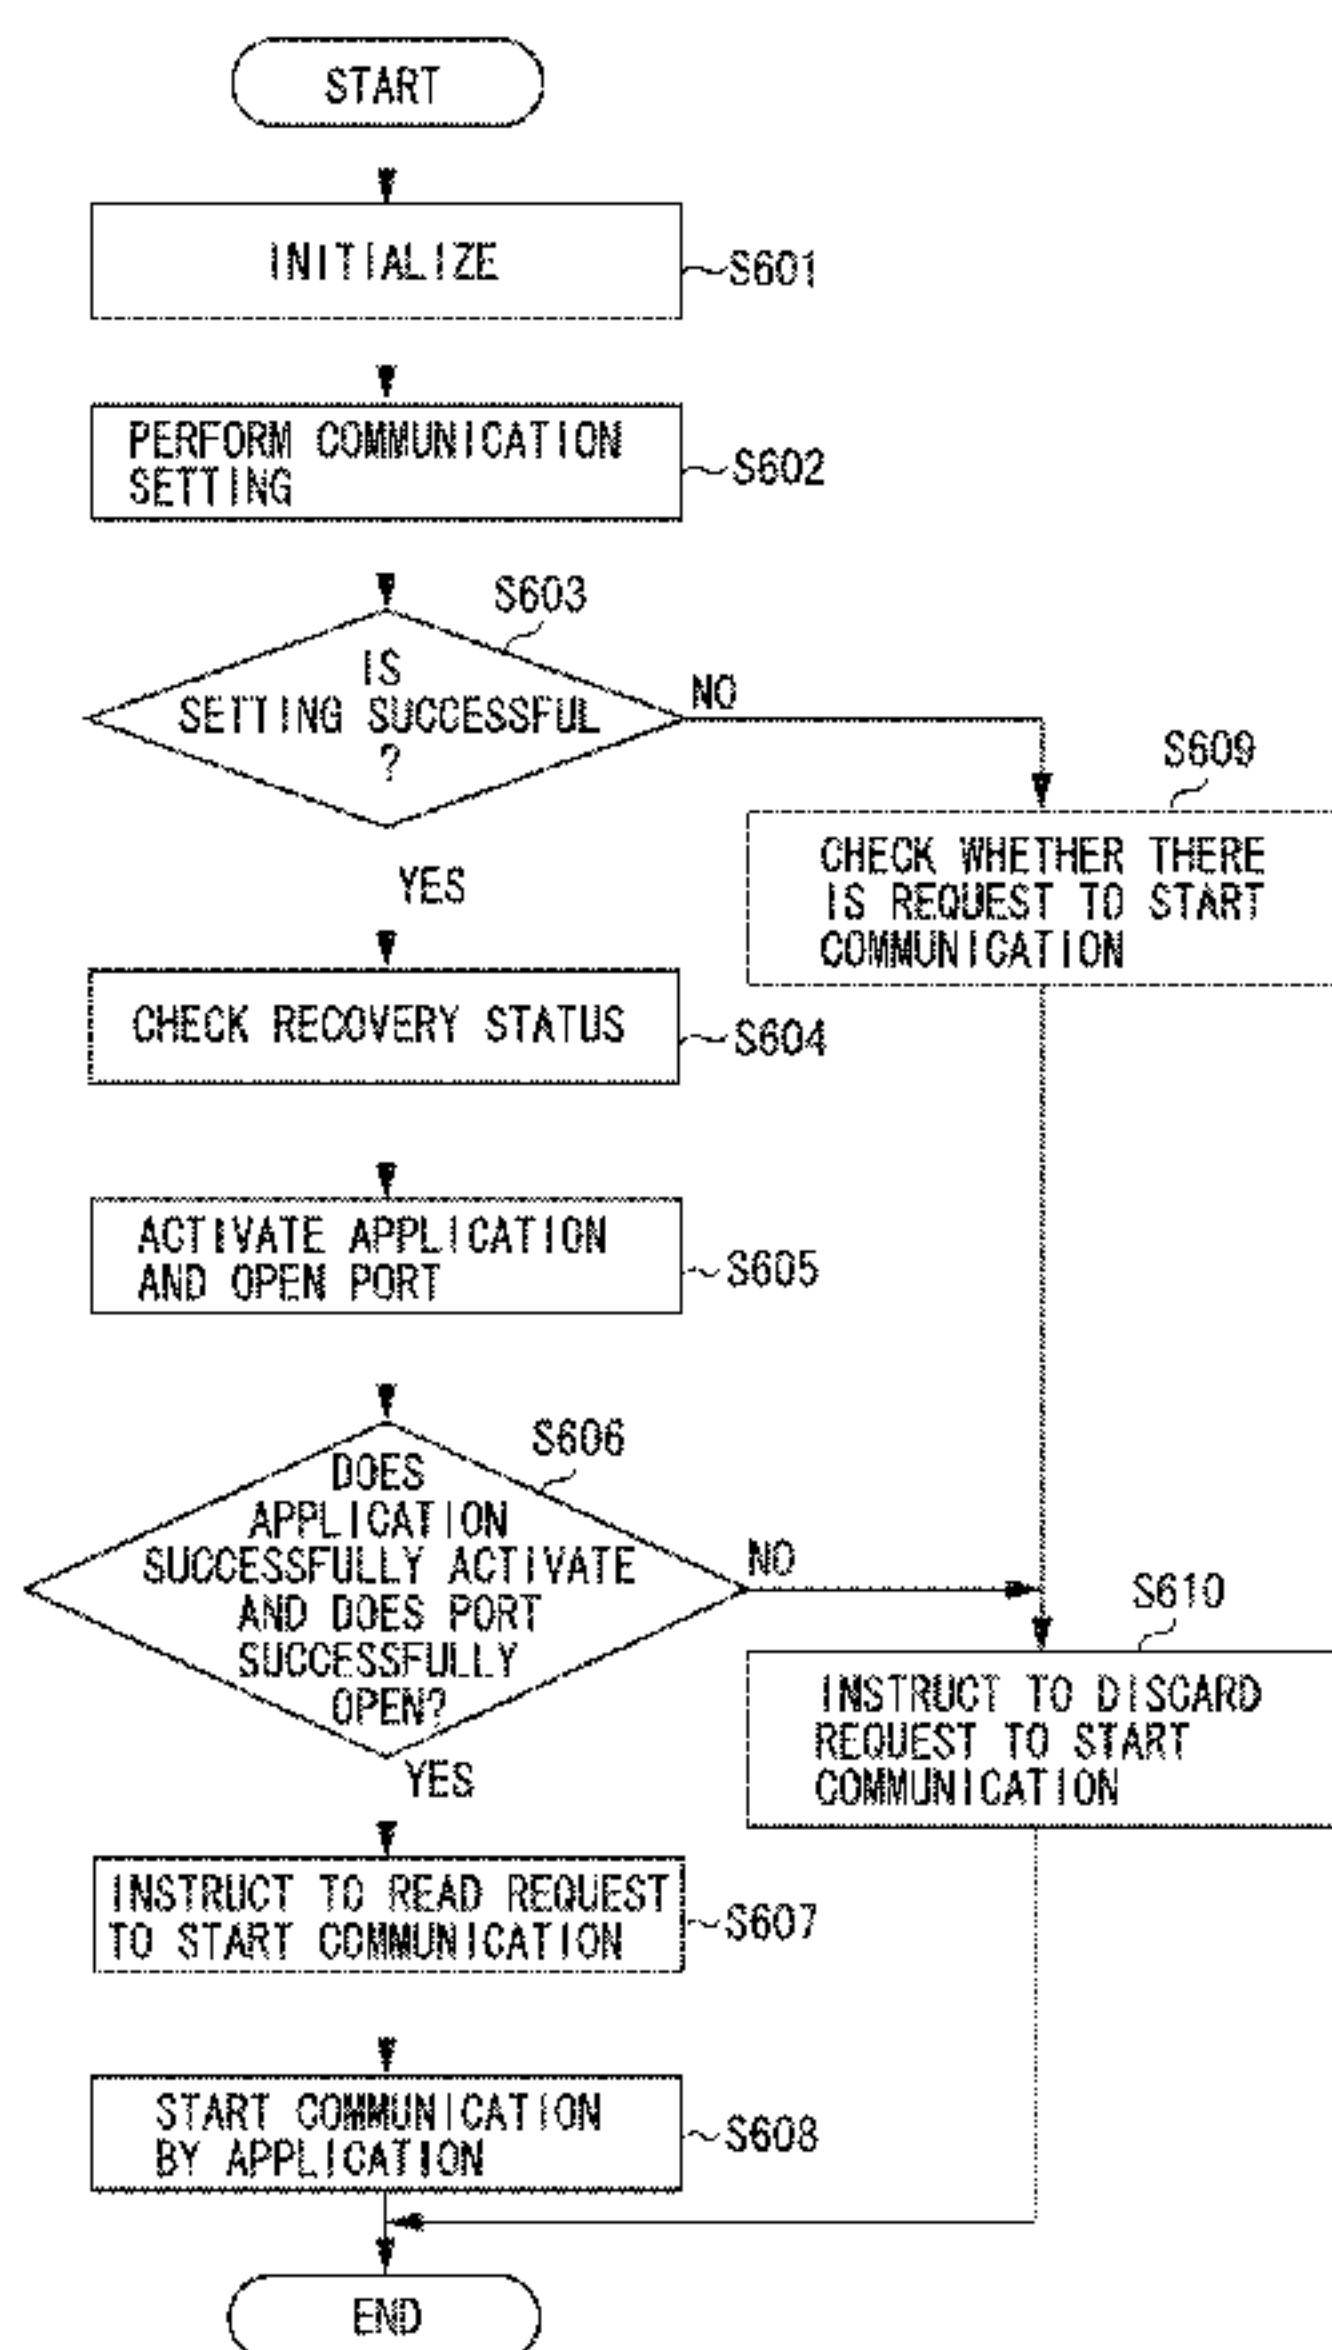 START
INITIALIZE
S601
PERFORM COMMUNICATION
SETTING
S602
S603
IS
SETTING SUCCESSFUL
?
NO
YES
S609
CHECK WHETHER THERE
IS REQUEST TO START
COMMUNICATION
CHECK RECOVERY STATUS
S604
ACTIVATE APPLICATION
AND OPEN PORT
S605
S606
DOES
APPLICATION
SUCCESSFULLY ACTIVATE
AND DOES PORT
SUCCESSFULLY
OPEN?
NO
YES
S610
INSTRUCT TO DISCARD
REQUEST TO START
COMMUNICATION
INSTRUCT TO READ REQUEST
TO START COMMUNICATION
S607
START COMMUNICATION
BY APPLICATION
S608
END